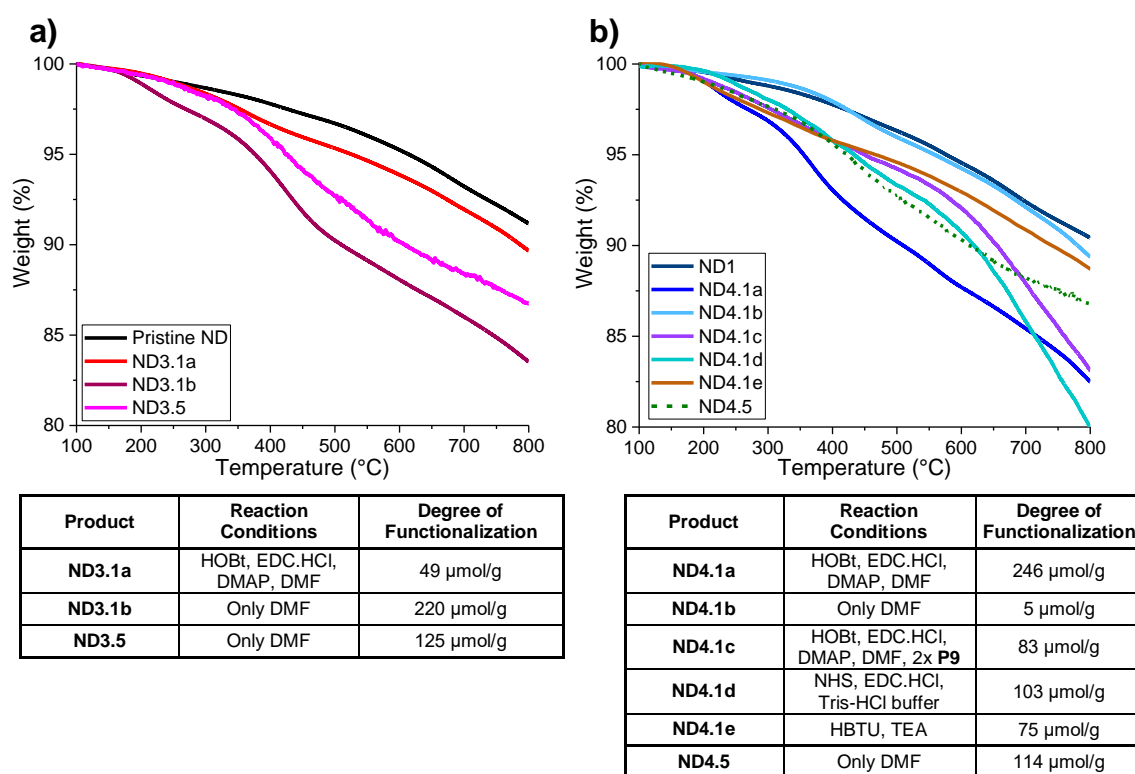 a)
100
95
90
85
80
Weight (%)
Pristine ND
ND3.1a
ND3.1b
ND3.5
100 200 300 400 500 600 700 800
Temperature (°C)
b)
100
95
90
85
80
Weight (%)
ND1
ND4.1a
ND4.1b
ND4.1c
ND4.1d
ND4.1e
ND4.5
100 200 300 400 500 600 700 800
Temperature (°C)
Product Reaction Conditions Degree of Functionalization
ND3.1a HOBt, EDC.HCl, DMAP, DMF 49 µmol/g
ND3.1b Only DMF 220 µmol/g
ND3.5 Only DMF 125 µmol/g
Product Reaction Conditions Degree of Functionalization
ND4.1a HOBt, EDC.HCl, DMAP, DMF 246 µmol/g
ND4.1b Only DMF 5 µmol/g
ND4.1c HOBt, EDC.HCl, DMAP, DMF, 2x P9 83 µmol/g
ND4.1d NHS, EDC.HCl, Tris-HCl buffer 103 µmol/g
ND4.1e HBTU, TEA 75 µmol/g
ND4.5 Only DMF 114 µmol/g